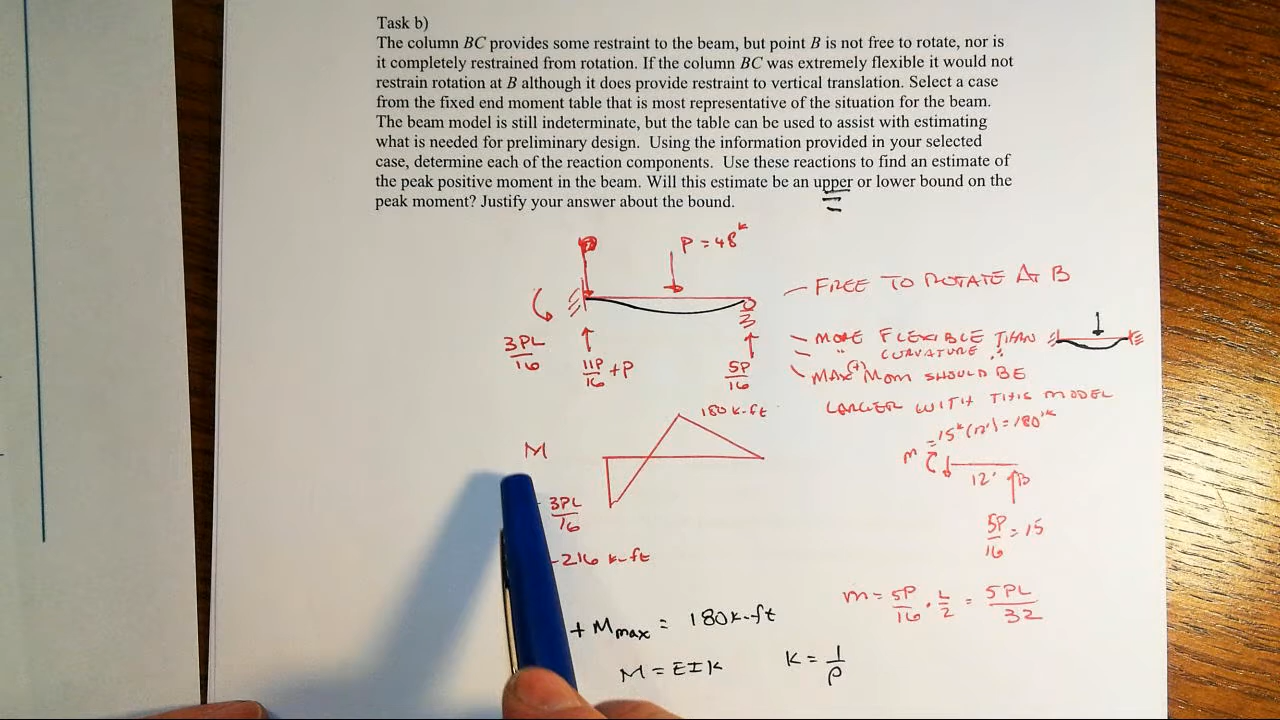 Task b)
The column BC provides some restraint to the beam, but point B is not free to rotate, nor is
it completely restrained from rotation. If the column BC was extremely flexible it would not
restrain rotation at B although it does provide restraint to vertical translation. Select a case
from the fixed end moment table that is most representative of the situation for the beam.
The beam model is still indeterminate, but the table can be used to assist with estimating
what is needed for preliminary design. Using the information provided in your selected
case, determine each of the reaction components. Use these reactions to find an estimate of
the peak positive moment in the beam. Will this estimate be an upper or lower bound on the
peak moment? Justify your answer about the bound.
P = 48 k
- FREE TO ROTATE AT B
- MORE FLEXIBLE THAN
- " CURVATURE "
- MAX (+) MOM SHOULD BE
LARGER WITH THIS MODEL
3PL/16
11P/16 + P
5P/16
180 k-ft
M
- 3PL/16
-216 k-ft
M = 15k (12') = 180 'k
12'
B
5P/16 = 15
M = 5P/16 · L/2 = 5PL/32
+ Mmax = 180 k-ft
M = EIK
K = 1/ρ